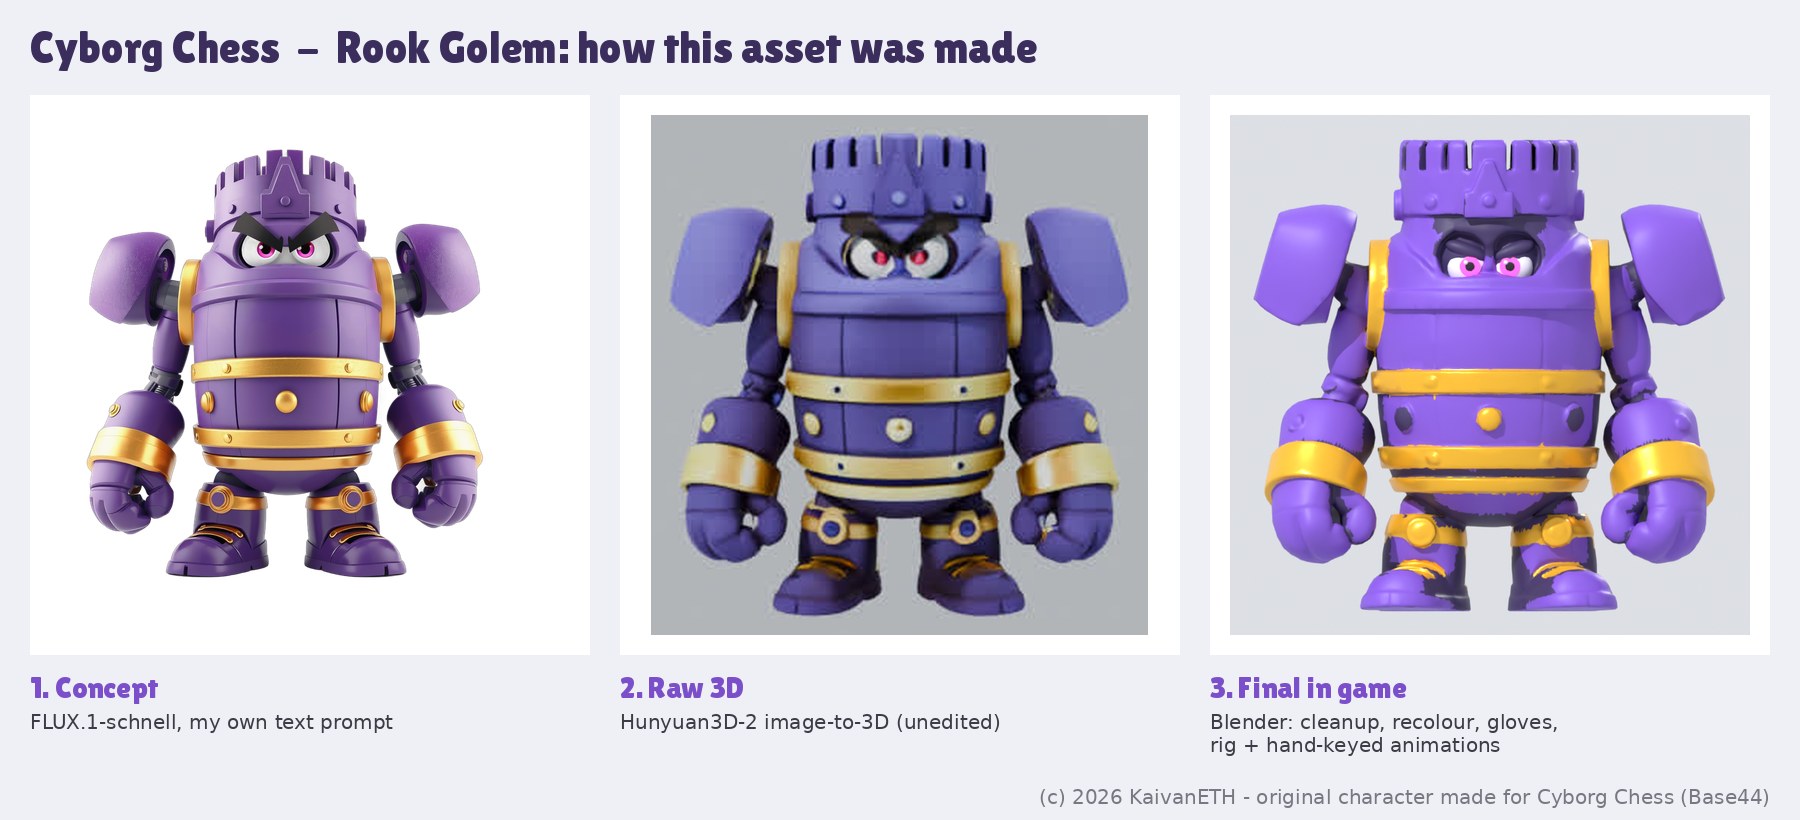 Cyborg Chess – Rook Golem: how this asset was made
1. Concept
FLUX.1-schnell, my own text prompt
2. Raw 3D
Hunyuan3D-2 image-to-3D (unedited)
3. Final in game
Blender: cleanup, recolour, gloves,
rig + hand-keyed animations
(c) 2026 KaivanETH - original character made for Cyborg Chess (Base44)